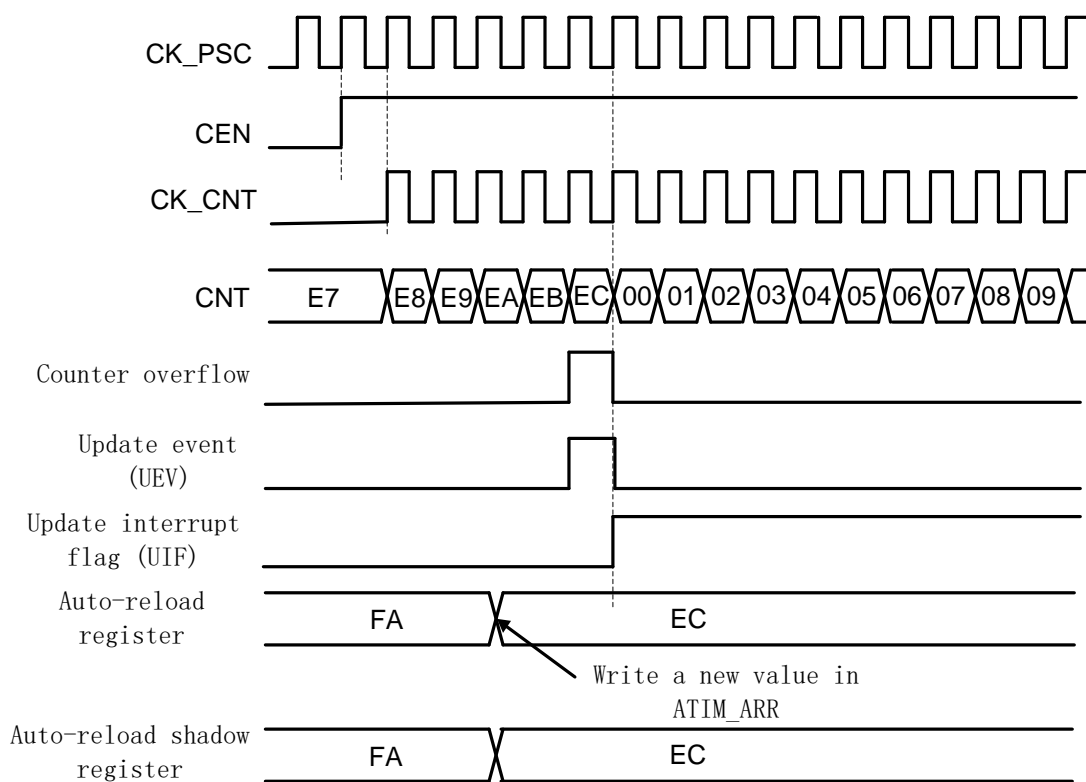 CK_PSC
CEN
CK_CNT
CNT E7 E8 E9 EA EB EC 00 01 02 03 04 05 06 07 08 09
Counter overflow
Update event
(UEV)
Update interrupt
flag (UIF)
Auto-reload
register
FA EC
Write a new value in
ATIM_ARR
Auto-reload shadow
register
FA EC